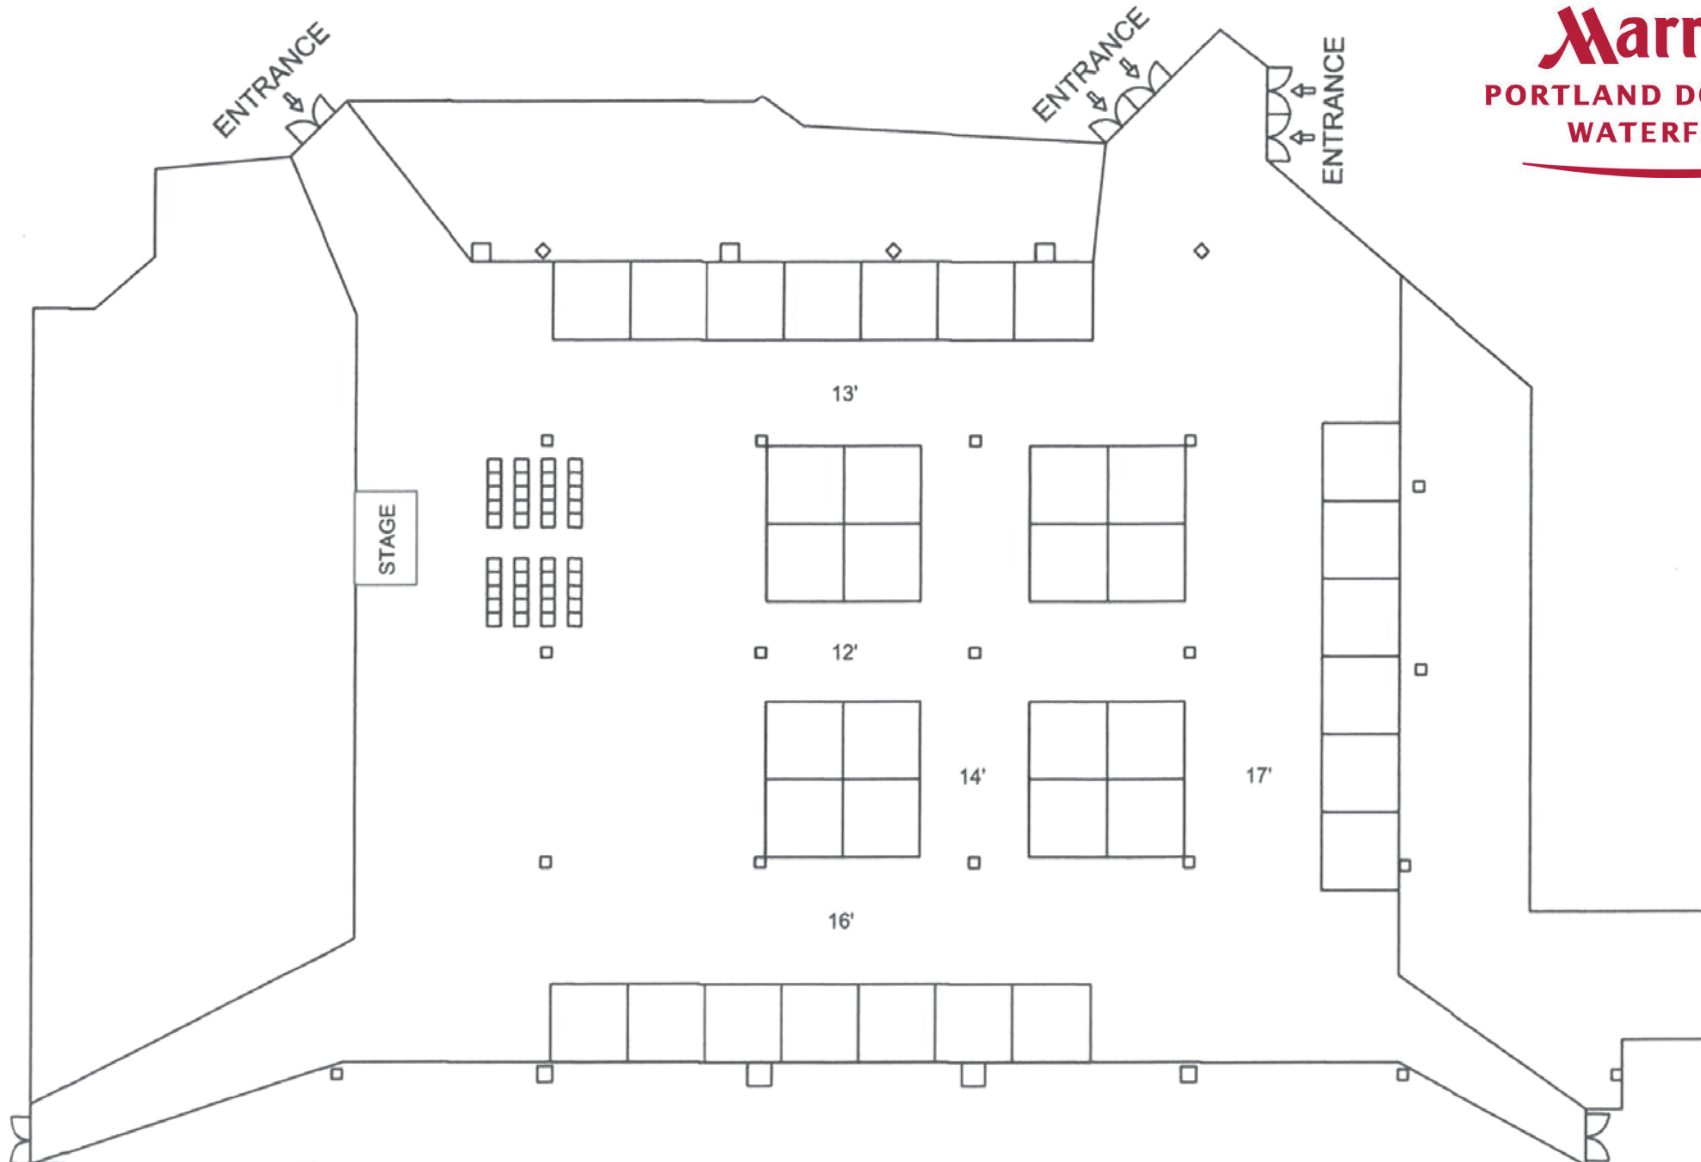 ENTRANCE
ENTRANCE
ENTRANCE
PORTLAND
WATERF
13'
STAGE
12'
14'
17'
16'